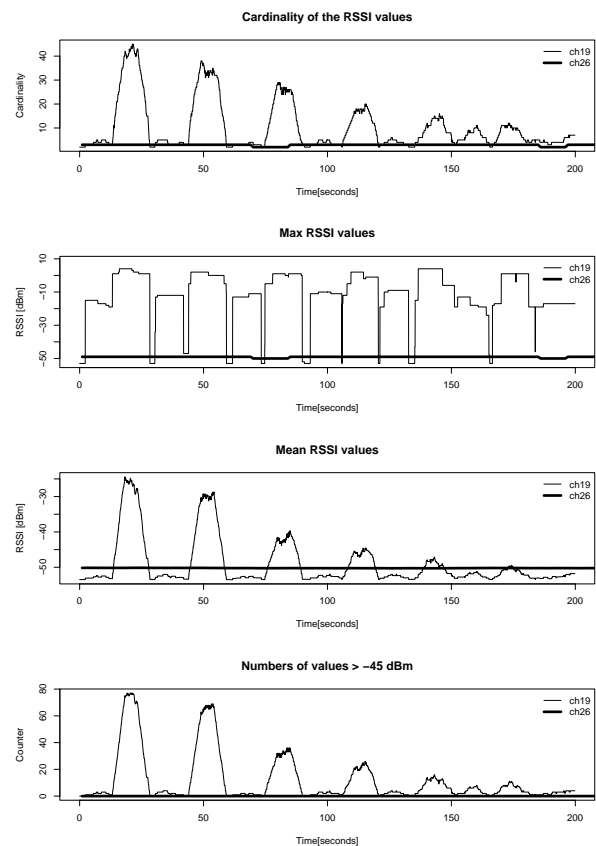 Cardinality of the RSSI values
Cardinality
40
30
20
10
ch19
ch26
0 50 100 150 200
Time[seconds]
Max RSSI values
RSSI [dBm]
10
−10
−30
−50
ch19
ch26
0 50 100 150 200
Time[seconds]
Mean RSSI values
RSSI [dBm]
−30
−40
−50
ch19
ch26
0 50 100 150 200
Time[seconds]
Numbers of values > −45 dBm
Counter
80
60
40
20
0
ch19
ch26
0 50 100 150 200
Time[seconds]